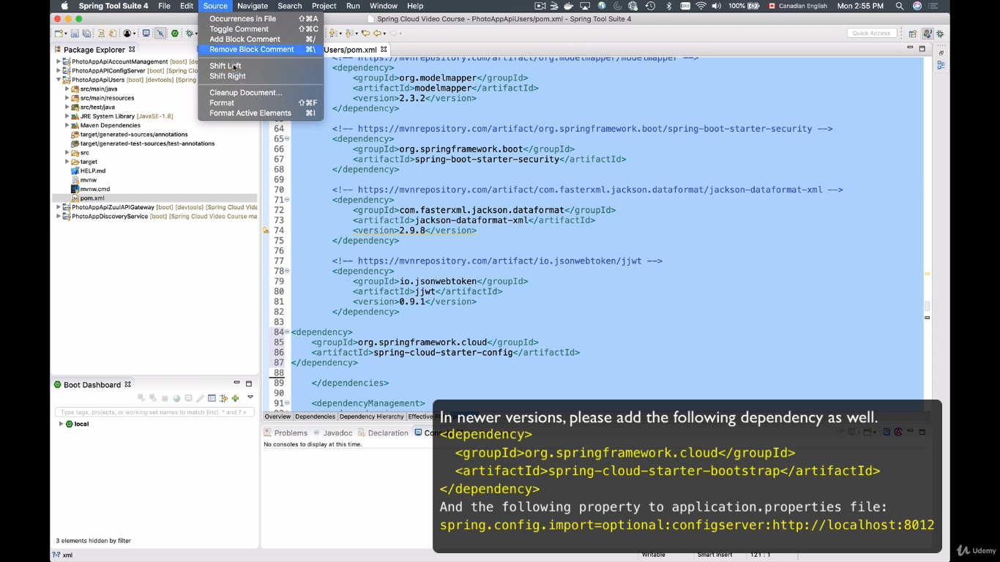 Spring Tool Suite 4 File Edit Source Navigate Search Project Run Window Help 100% Canadian English Mon 2:55 PM
Spring Cloud Video Course - PhotoAppApiUsers/pom.xml - Spring Tool Suite 4
Occurrences in File ⇧⌘A
Toggle Comment ⇧⌘C
Add Block Comment ⌘/
Remove Block Comment ⌘\
Shift Left
Shift Right
Cleanup Document...
Format ⇧⌘F
Format Active Elements ⌘I
Quick Access
Package Explorer
PhotoAppApiAccountManagement [boot] [devtools]
PhotoAppAPIConfigServer [boot] [Spring Clou
PhotoAppApiUsers [boot] [devtools] [Spring
src/main/java
src/main/resources
src/test/java
JRE System Library [JavaSE-1.8]
Maven Dependencies
target/generated-sources/annotations
target/generated-test-sources/test-annotations
src
target
HELP.md
mvnw
mvnw.cmd
pom.xml
PhotoAppApiZuulAPIGateway [boot] [devtools] [Spring Cloud Vide
PhotoAppDiscoveryService [boot] [Spring Cloud Video Course ma
Users/pom.xml
<!-- https://mvnrepository.com/artifact/org.modelmapper/modelmapper -->
<dependency>
<groupId>org.modelmapper</groupId>
<artifactId>modelmapper</artifactId>
<version>2.3.2</version>
</dependency>
64 <!-- https://mvnrepository.com/artifact/org.springframework.boot/spring-boot-starter-security -->
65 <dependency>
66 <groupId>org.springframework.boot</groupId>
67 <artifactId>spring-boot-starter-security</artifactId>
68 </dependency>
69
70 <!-- https://mvnrepository.com/artifact/com.fasterxml.jackson.dataformat/jackson-dataformat-xml -->
71 <dependency>
72 <groupId>com.fasterxml.jackson.dataformat</groupId>
73 <artifactId>jackson-dataformat-xml</artifactId>
74 <version>2.9.8</version>
75 </dependency>
76
77 <!-- https://mvnrepository.com/artifact/io.jsonwebtoken/jjwt -->
78 <dependency>
79 <groupId>io.jsonwebtoken</groupId>
80 <artifactId>jjwt</artifactId>
81 <version>0.9.1</version>
82 </dependency>
83
84 <dependency>
85 <groupId>org.springframework.cloud</groupId>
86 <artifactId>spring-cloud-starter-config</artifactId>
87 </dependency>
88
89 </dependencies>
90
91 <dependencyManagement>
Overview Dependencies Dependency Hierarchy Effective PO
Boot Dashboard
Type tags, projects, or working set names to match (incl. * and ? w
local
3 elements hidden by filter
Problems Javadoc Declaration Cons
No consoles to display at this time.
In newer versions, please add the following dependency as well.
<dependency>
<groupId>org.springframework.cloud</groupId>
<artifactId>spring-cloud-starter-bootstrap</artifactId>
</dependency>
And the following property to application.properties file:
spring.config.import=optional:configserver:http://localhost:8012
xml Writable Smart Insert 121 : 1
Udemy